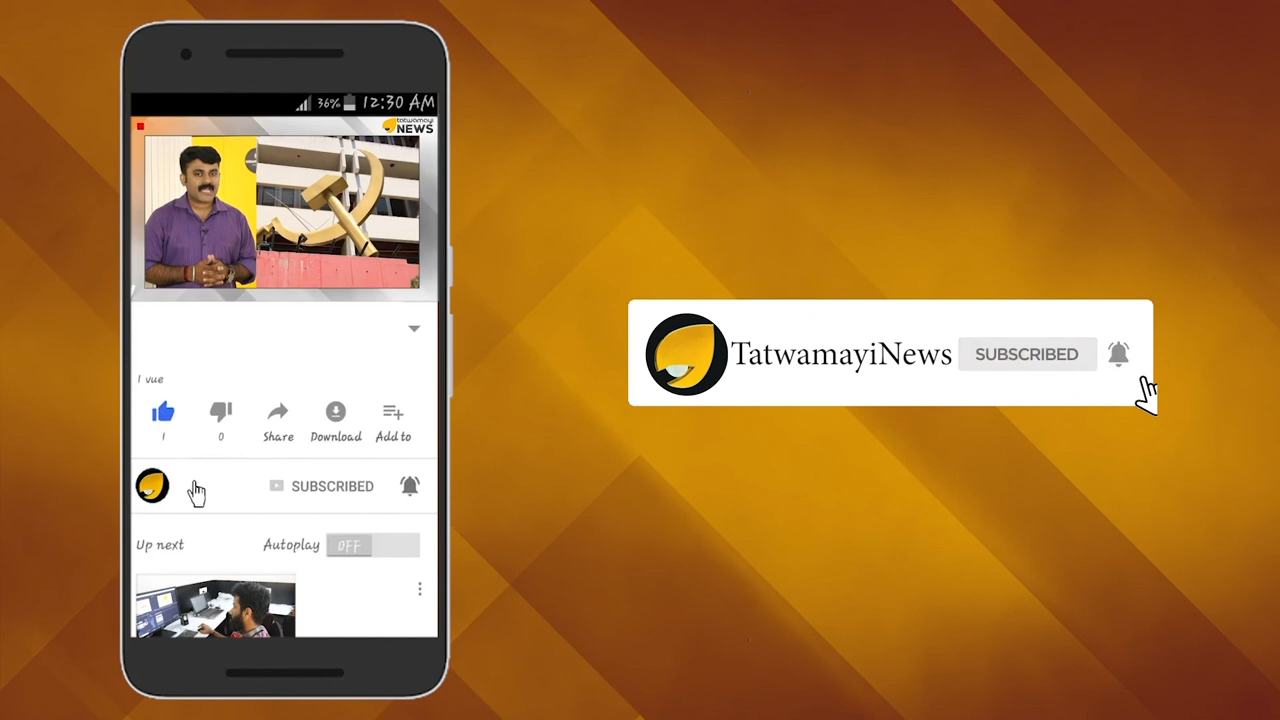 36% 12:30 AM
tatwamayi
NEWS
1 vue
1
0
Share
Download
Add to
SUBSCRIBED
Up next
Autoplay
OFF
TatwamayiNews
SUBSCRIBED